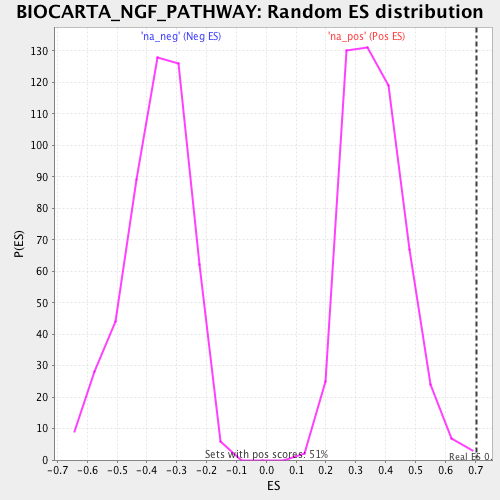 BIOCARTA_NGF_PATHWAY: Random ES distribution
'na_neg' (Neg ES)
'na_pos' (Pos ES)
130
120
110
100
90
80
70
60
50
40
30
20
10
0
P(ES)
Sets with pos scores: 51%
Real ES 0.
-0.7 -0.6 -0.5 -0.4 -0.3 -0.2 -0.1 0.0 0.1 0.2 0.3 0.4 0.5 0.6 0.7
ES